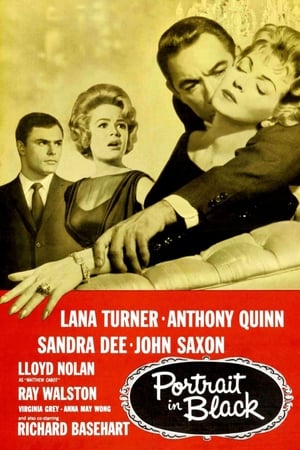 LANA TURNER · ANTHONY QUINN
SANDRA DEE · JOHN SAXON
LLOYD NOLAN
AS "MATTHEW CABOT"
RAY WALSTON
VIRGINIA GREY · ANNA MAY WONG
and also co-starring
RICHARD BASEHART
Portrait
in
Black